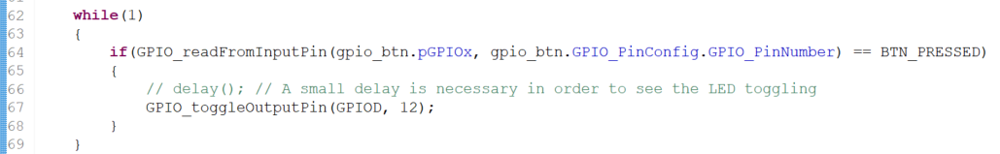 62 while(1)
63 {
64 if(GPIO_readFromInputPin(gpio_btn.pGPIOx, gpio_btn.GPIO_PinConfig.GPIO_PinNumber) == BTN_PRESSED)
65 {
66 // delay(); // A small delay is necessary in order to see the LED toggling
67 GPIO_toggleOutputPin(GPIOD, 12);
68 }
69 }